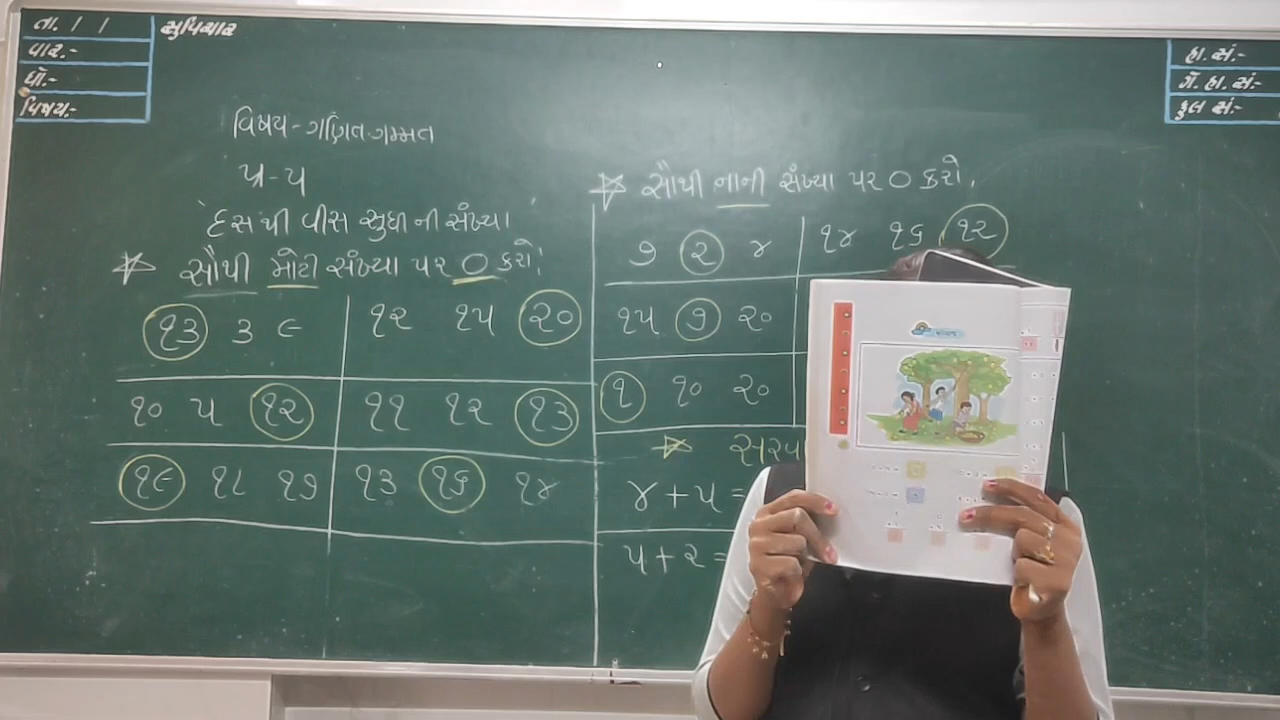 તા. / /
વાર:-
ધો.-
વિષય:-
સુવિચાર
હા. સં.-
ગે. હા. સં:-
કુલ સં:-
વિષય - ગણિત-ગમ્મત
પ્ર - ૫
દસ થી વીસ સુધી ની સંખ્યા
સૌથી મોટી સંખ્યા પર O કરો.
૧૩ ૩ ૯ ૧૨ ૧૫ ૨૦
૧૦ ૫ ૧૨ ૧૧ ૧૨ ૧૩
૧૯ ૧૮ ૧૭ ૧૩ ૧૬ ૧૪
સૌથી નાની સંખ્યા પર O કરો.
૭ ૨ ૪ ૧૪ ૧૬ ૧૨
૧૫ ૭ ૨૦
૧ ૧૦ ૨૦
૪ + ૫ =
૫ + ૨ =